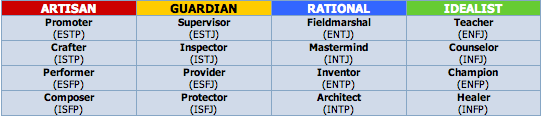 ARTISAN GUARDIAN RATIONAL IDEALIST
Promoter Supervisor Fieldmarshal Teacher
(ESTP) (ESTJ) (ENTJ) (ENFJ)
Crafter Inspector Mastermind Counselor
(ISTP) (ISTJ) (INTJ) (INFJ)
Performer Provider Inventor Champion
(ESFP) (ESFJ) (ENTP) (ENFP)
Composer Protector Architect Healer
(ISFP) (ISFJ) (INTP) (INFP)